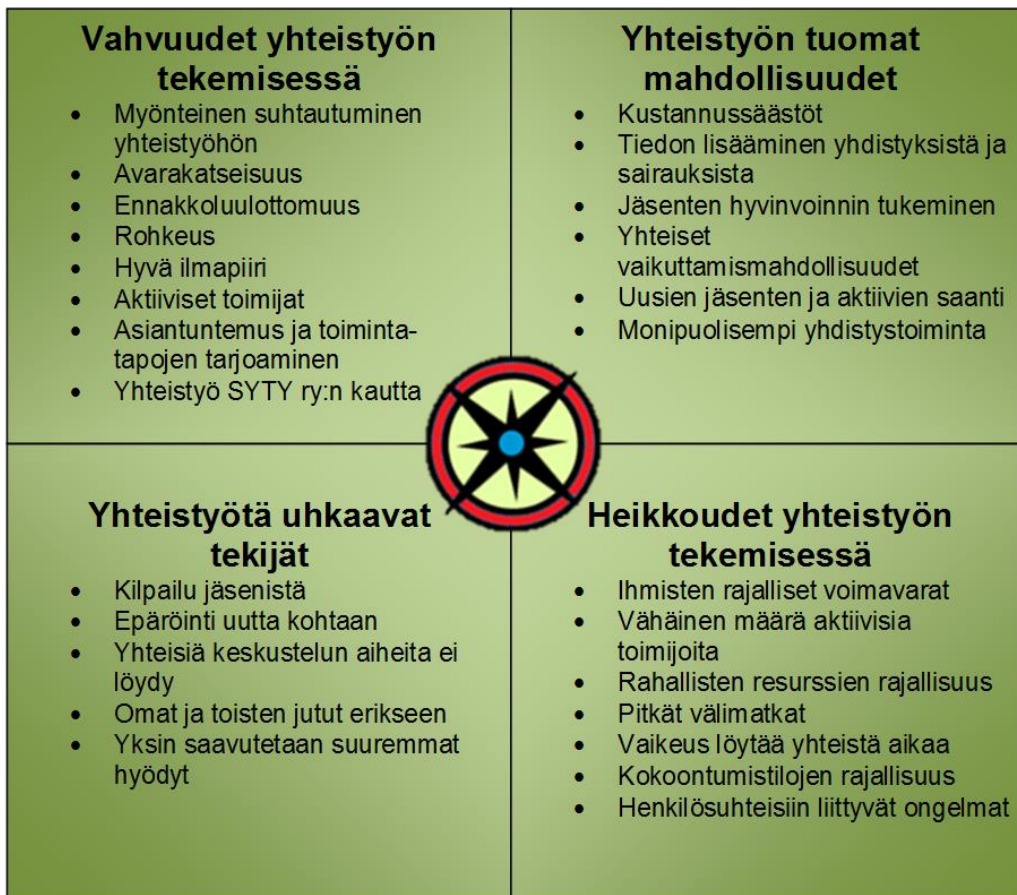 Vahvuudet yhteistyön
tekemisessä
• Myönteinen suhtautuminen
yhteistyöhön
• Avarakatseisuus
• Ennakkoluulottomuus
• Rohkeus
• Hyvä ilmapiiri
• Aktiiviset toimijat
• Asiantuntemus ja toiminta-
tapojen tarjoaminen
• Yhteistyö SYTY ry:n kautta
Yhteistyön tuomat
mahdollisuudet
• Kustannussäästöt
• Tiedon lisääminen yhdistyksistä ja
sairauksista
• Jäsenten hyvinvoinnin tukeminen
• Yhteiset
vaikuttamismahdollisuudet
• Uusien jäsenten ja aktiivien saanti
• Monipuolisempi yhdistystoiminta
Yhteistyötä uhkaavat
tekijät
• Kilpailu jäsenistä
• Epäröinti uutta kohtaan
• Yhteisiä keskustelun aiheita ei
löydy
• Omat ja toisten jutut erikseen
• Yksin saavutetaan suuremmat
hyödyt
Heikkoudet yhteistyön
tekemisessä
• Ihmisten rajalliset voimavarat
• Vähäinen määrä aktiivisia
toimijoita
• Rahallisten resurssien rajallisuus
• Pitkät välimatkat
• Vaikeus löytää yhteistä aikaa
• Kokoontumistilojen rajallisuus
• Henkilösuhteisiin liittyvät ongelmat